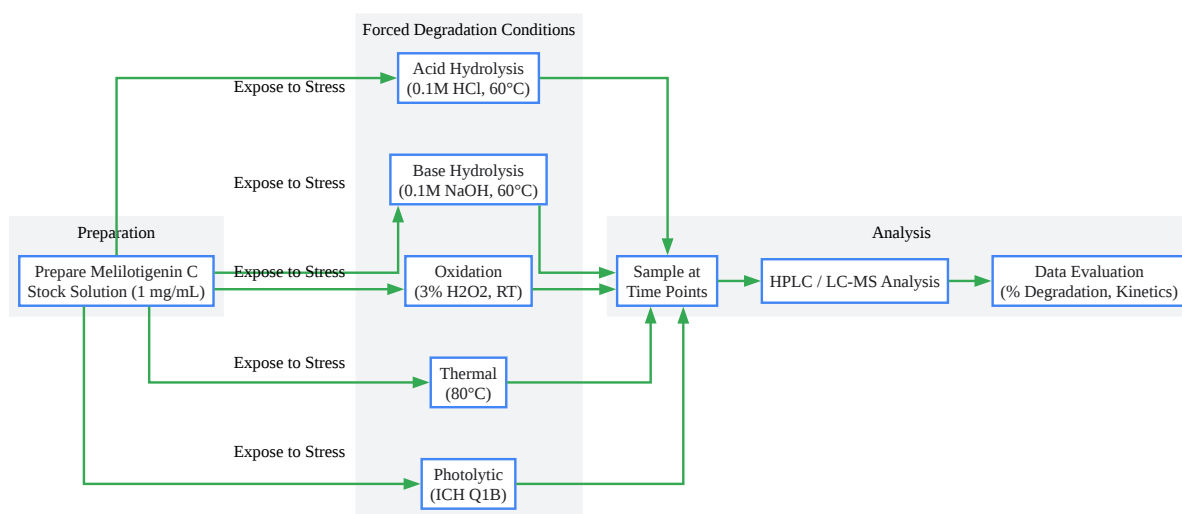 Forced Degradation Conditions
Acid Hydrolysis
(0.1M HCl, 60°C)
Expose to Stress
Base Hydrolysis
(0.1M NaOH, 60°C)
Expose to Stress
Preparation
Analysis
Prepare Melilotigenin C
Stock Solution (1 mg/mL)
Expose to Stress
Oxidation
(3% H2O2, RT)
Sample at
Time Points
HPLC / LC-MS Analysis
Data Evaluation
(% Degradation, Kinetics)
Expose to Stress
Thermal
(80°C)
Expose to Stress
Photolytic
(ICH Q1B)